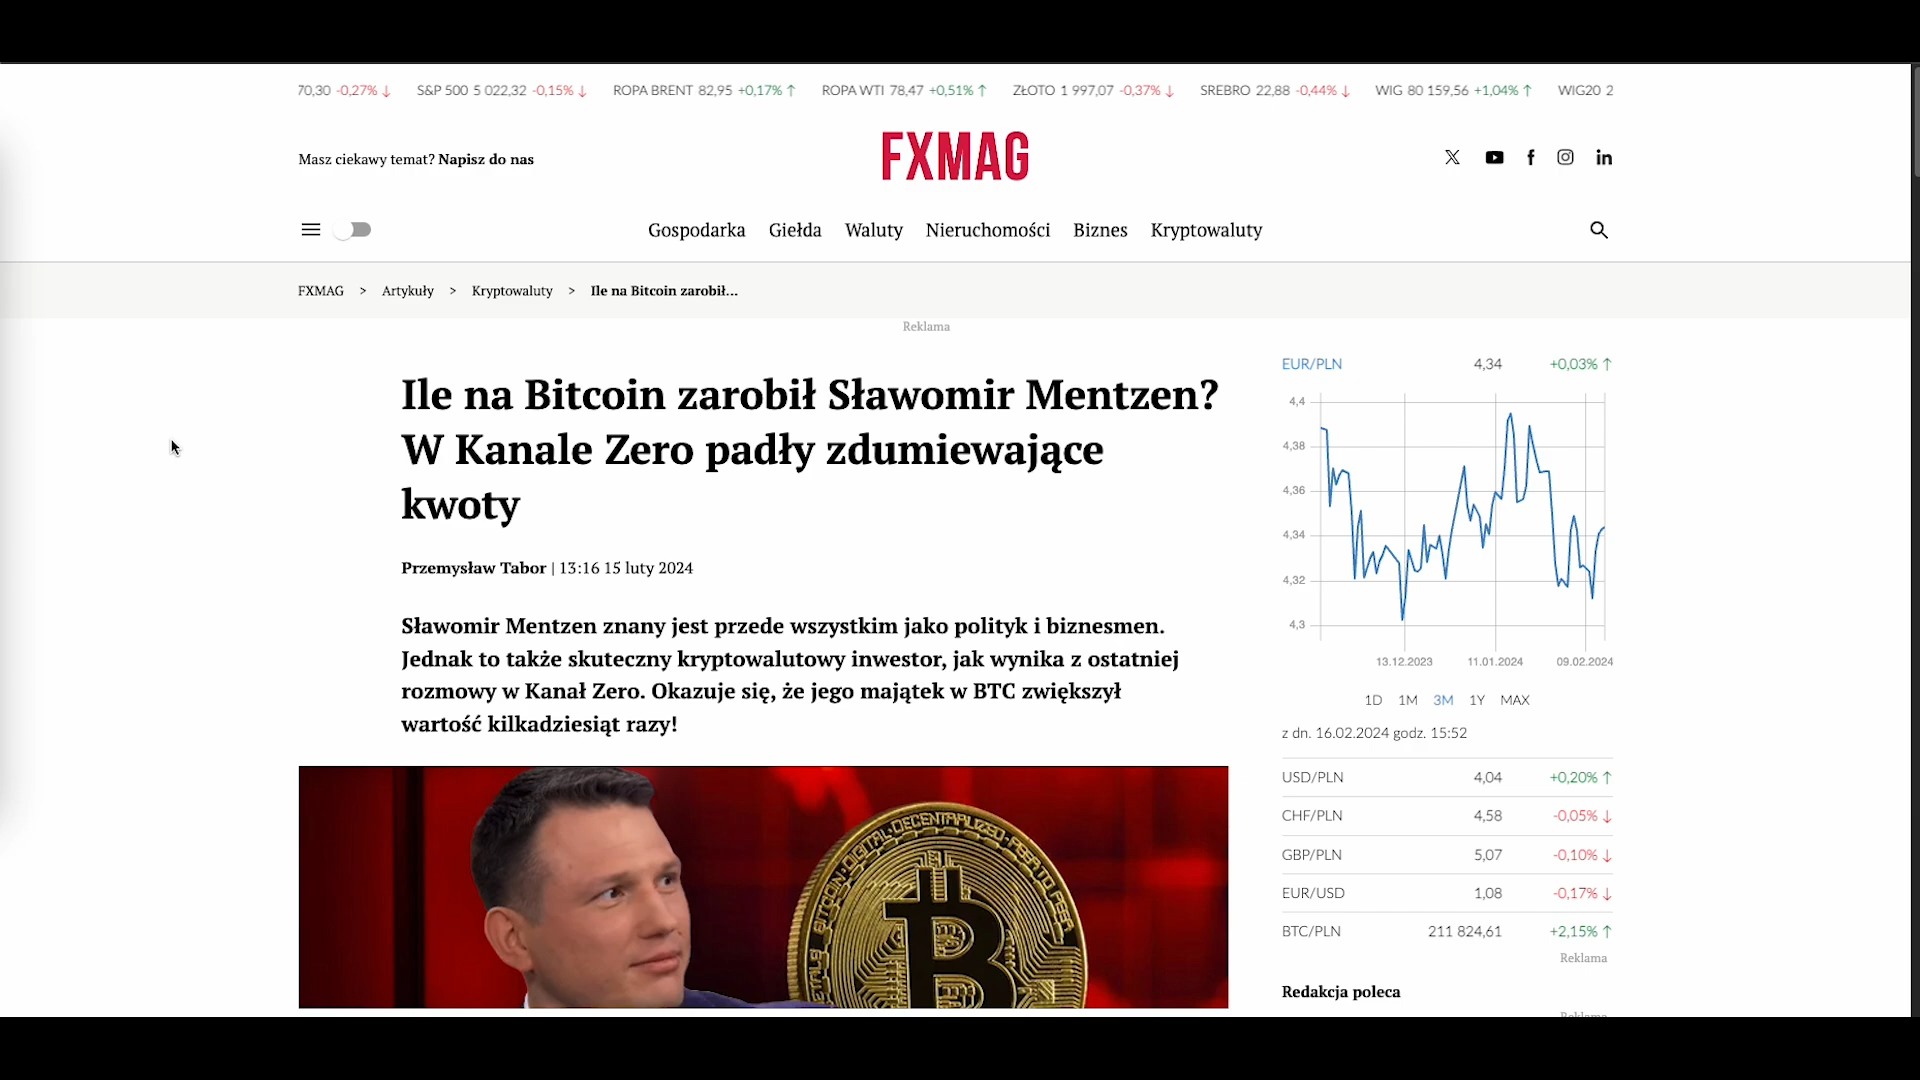 70,30 -0,27% ↓ S&P 500 5 022,32 -0,15% ↓ ROPA BRENT 82,95 +0,17% ↑ ROPA WTI 78,47 +0,51% ↑ ZŁOTO 1 997,07 -0,37% ↓ SREBRO 22,88 -0,44% ↓ WIG 80 159,56 +1,04% ↑ WIG20 2
Masz ciekawy temat? Napisz do nas
FXMAG
Gospodarka Giełda Waluty Nieruchomości Biznes Kryptowaluty
FXMAG > Artykuły > Kryptowaluty > Ile na Bitcoin zarobił...
Reklama
Ile na Bitcoin zarobił Sławomir Mentzen?
W Kanale Zero padły zdumiewające
kwoty
Przemysław Tabor | 13:16 15 luty 2024
Sławomir Mentzen znany jest przede wszystkim jako polityk i biznesmen.
Jednak to także skuteczny kryptowalutowy inwestor, jak wynika z ostatniej
rozmowy w Kanał Zero. Okazuje się, że jego majątek w BTC zwiększył
wartość kilkadziesiąt razy!
BITCOIN · DIGITAL · DECENTRALIZED · PEER TO PEER
EUR/PLN 4,34 +0,03% ↑
4,4
4,38
4,36
4,34
4,32
4,3
13.12.2023 11.01.2024 09.02.2024
1D 1M 3M 1Y MAX
z dn. 16.02.2024 godz. 15:52
USD/PLN 4,04 +0,20% ↑
CHF/PLN 4,58 -0,05% ↓
GBP/PLN 5,07 -0,10% ↓
EUR/USD 1,08 -0,17% ↓
BTC/PLN 211 824,61 +2,15% ↑
Reklama
Redakcja poleca
Reklama